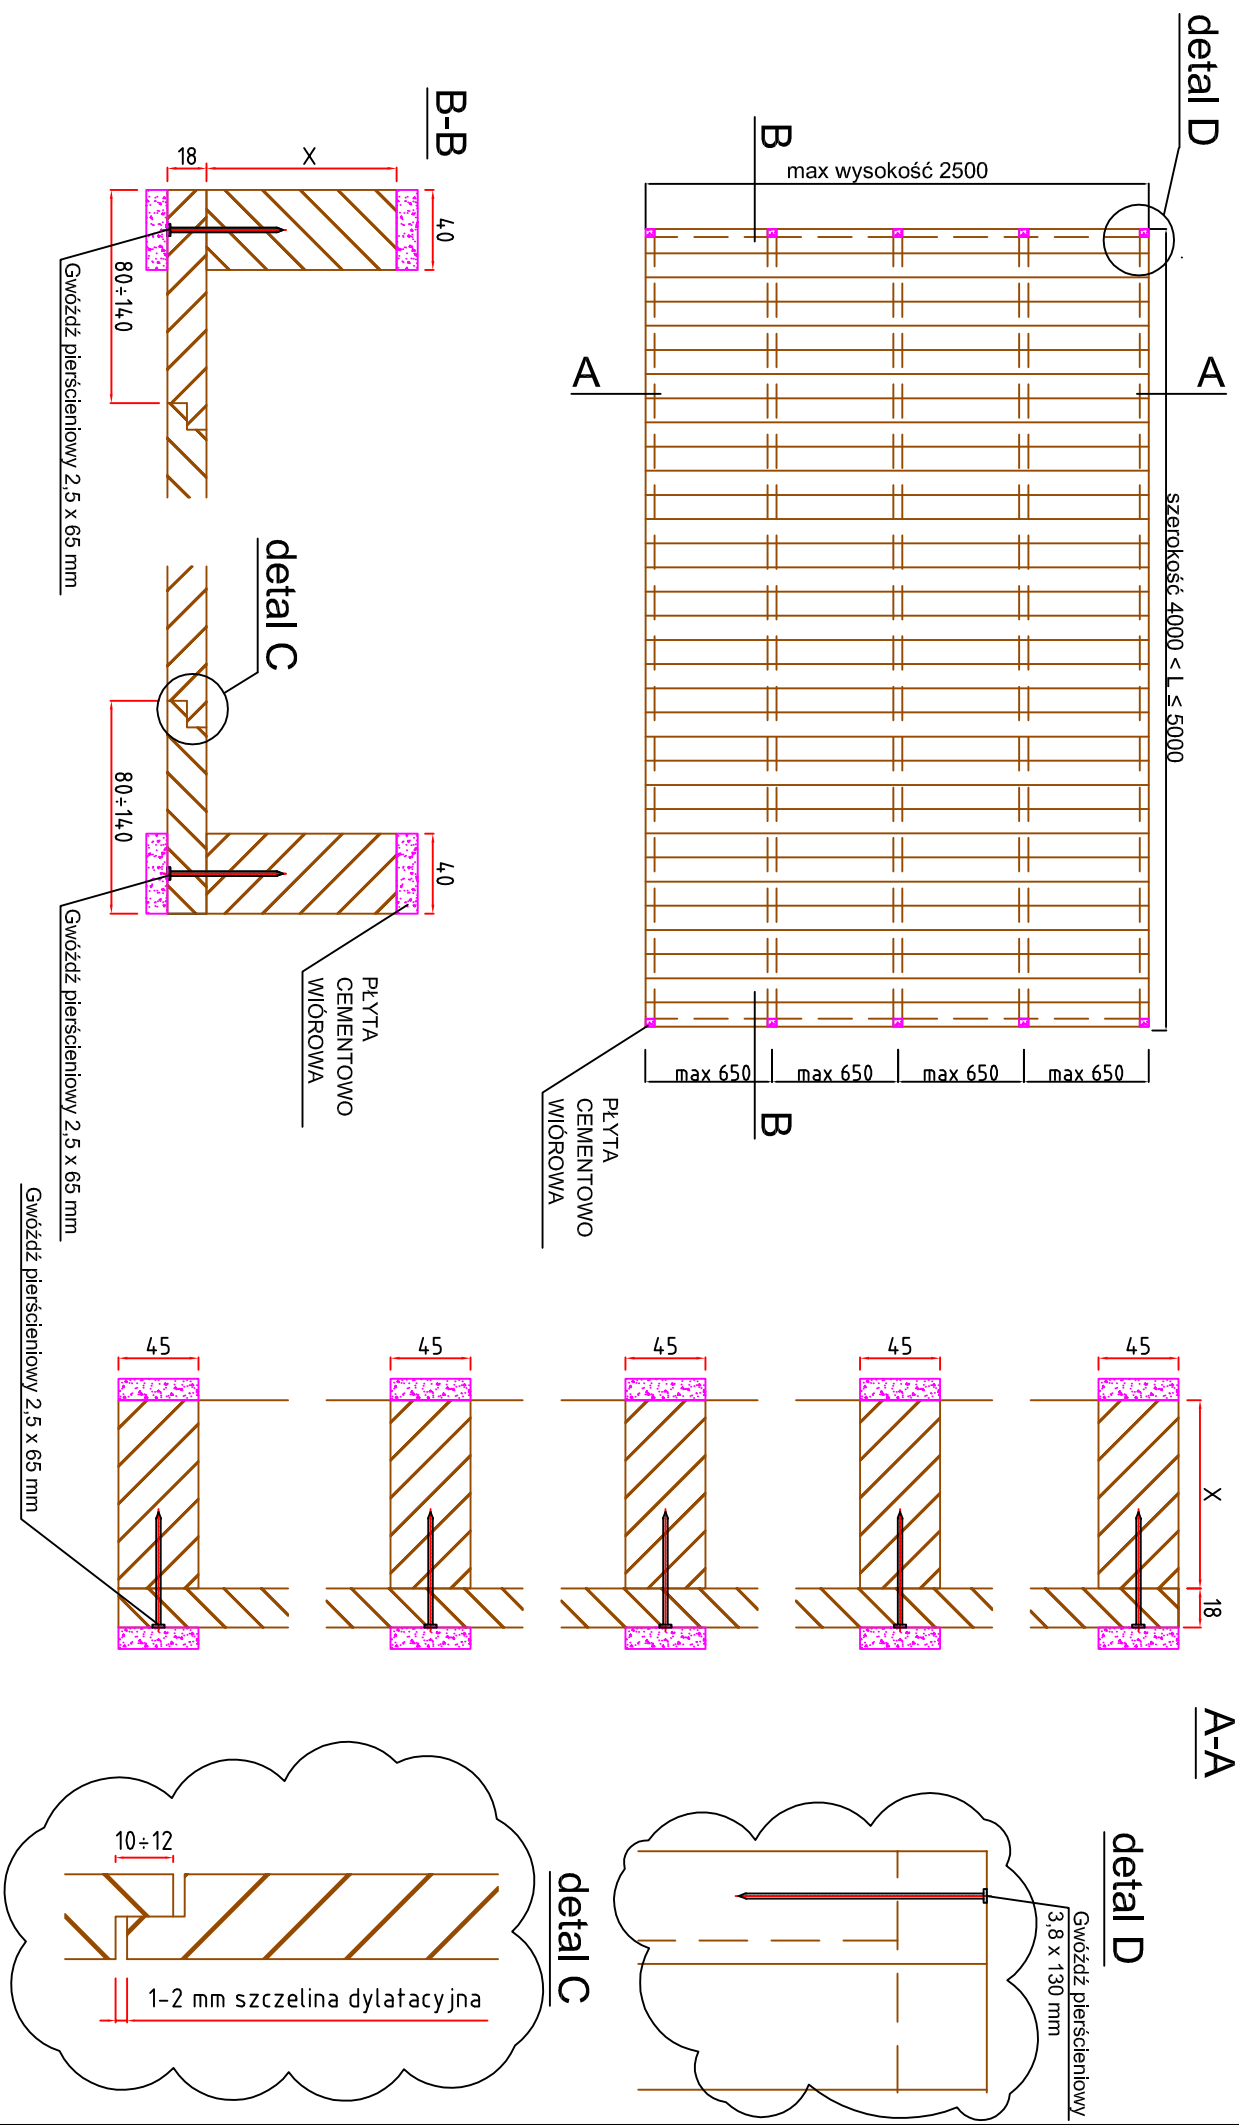 detal D
B
max wysokość 2500
A
A
szerokość 4000 < L ≤ 5000
max 650
max 650
max 650
max 650
B
PŁYTA
CEMENTOWO
WIÓROWA
B-B
18
X
40
80÷140
Gwóźdź pierścieniowy 2,5 x 65 mm
detal C
80÷140
40
Gwóźdź pierścieniowy 2,5 x 65 mm
PŁYTA
CEMENTOWO
WIÓROWA
A-A
45
45
45
45
45
X
18
Gwóźdź pierścieniowy 2,5 x 65 mm
detal D
Gwóźdź pierścieniowy
3,8 x 130 mm
detal C
10÷12
1-2 mm szczelina dylatacyjna